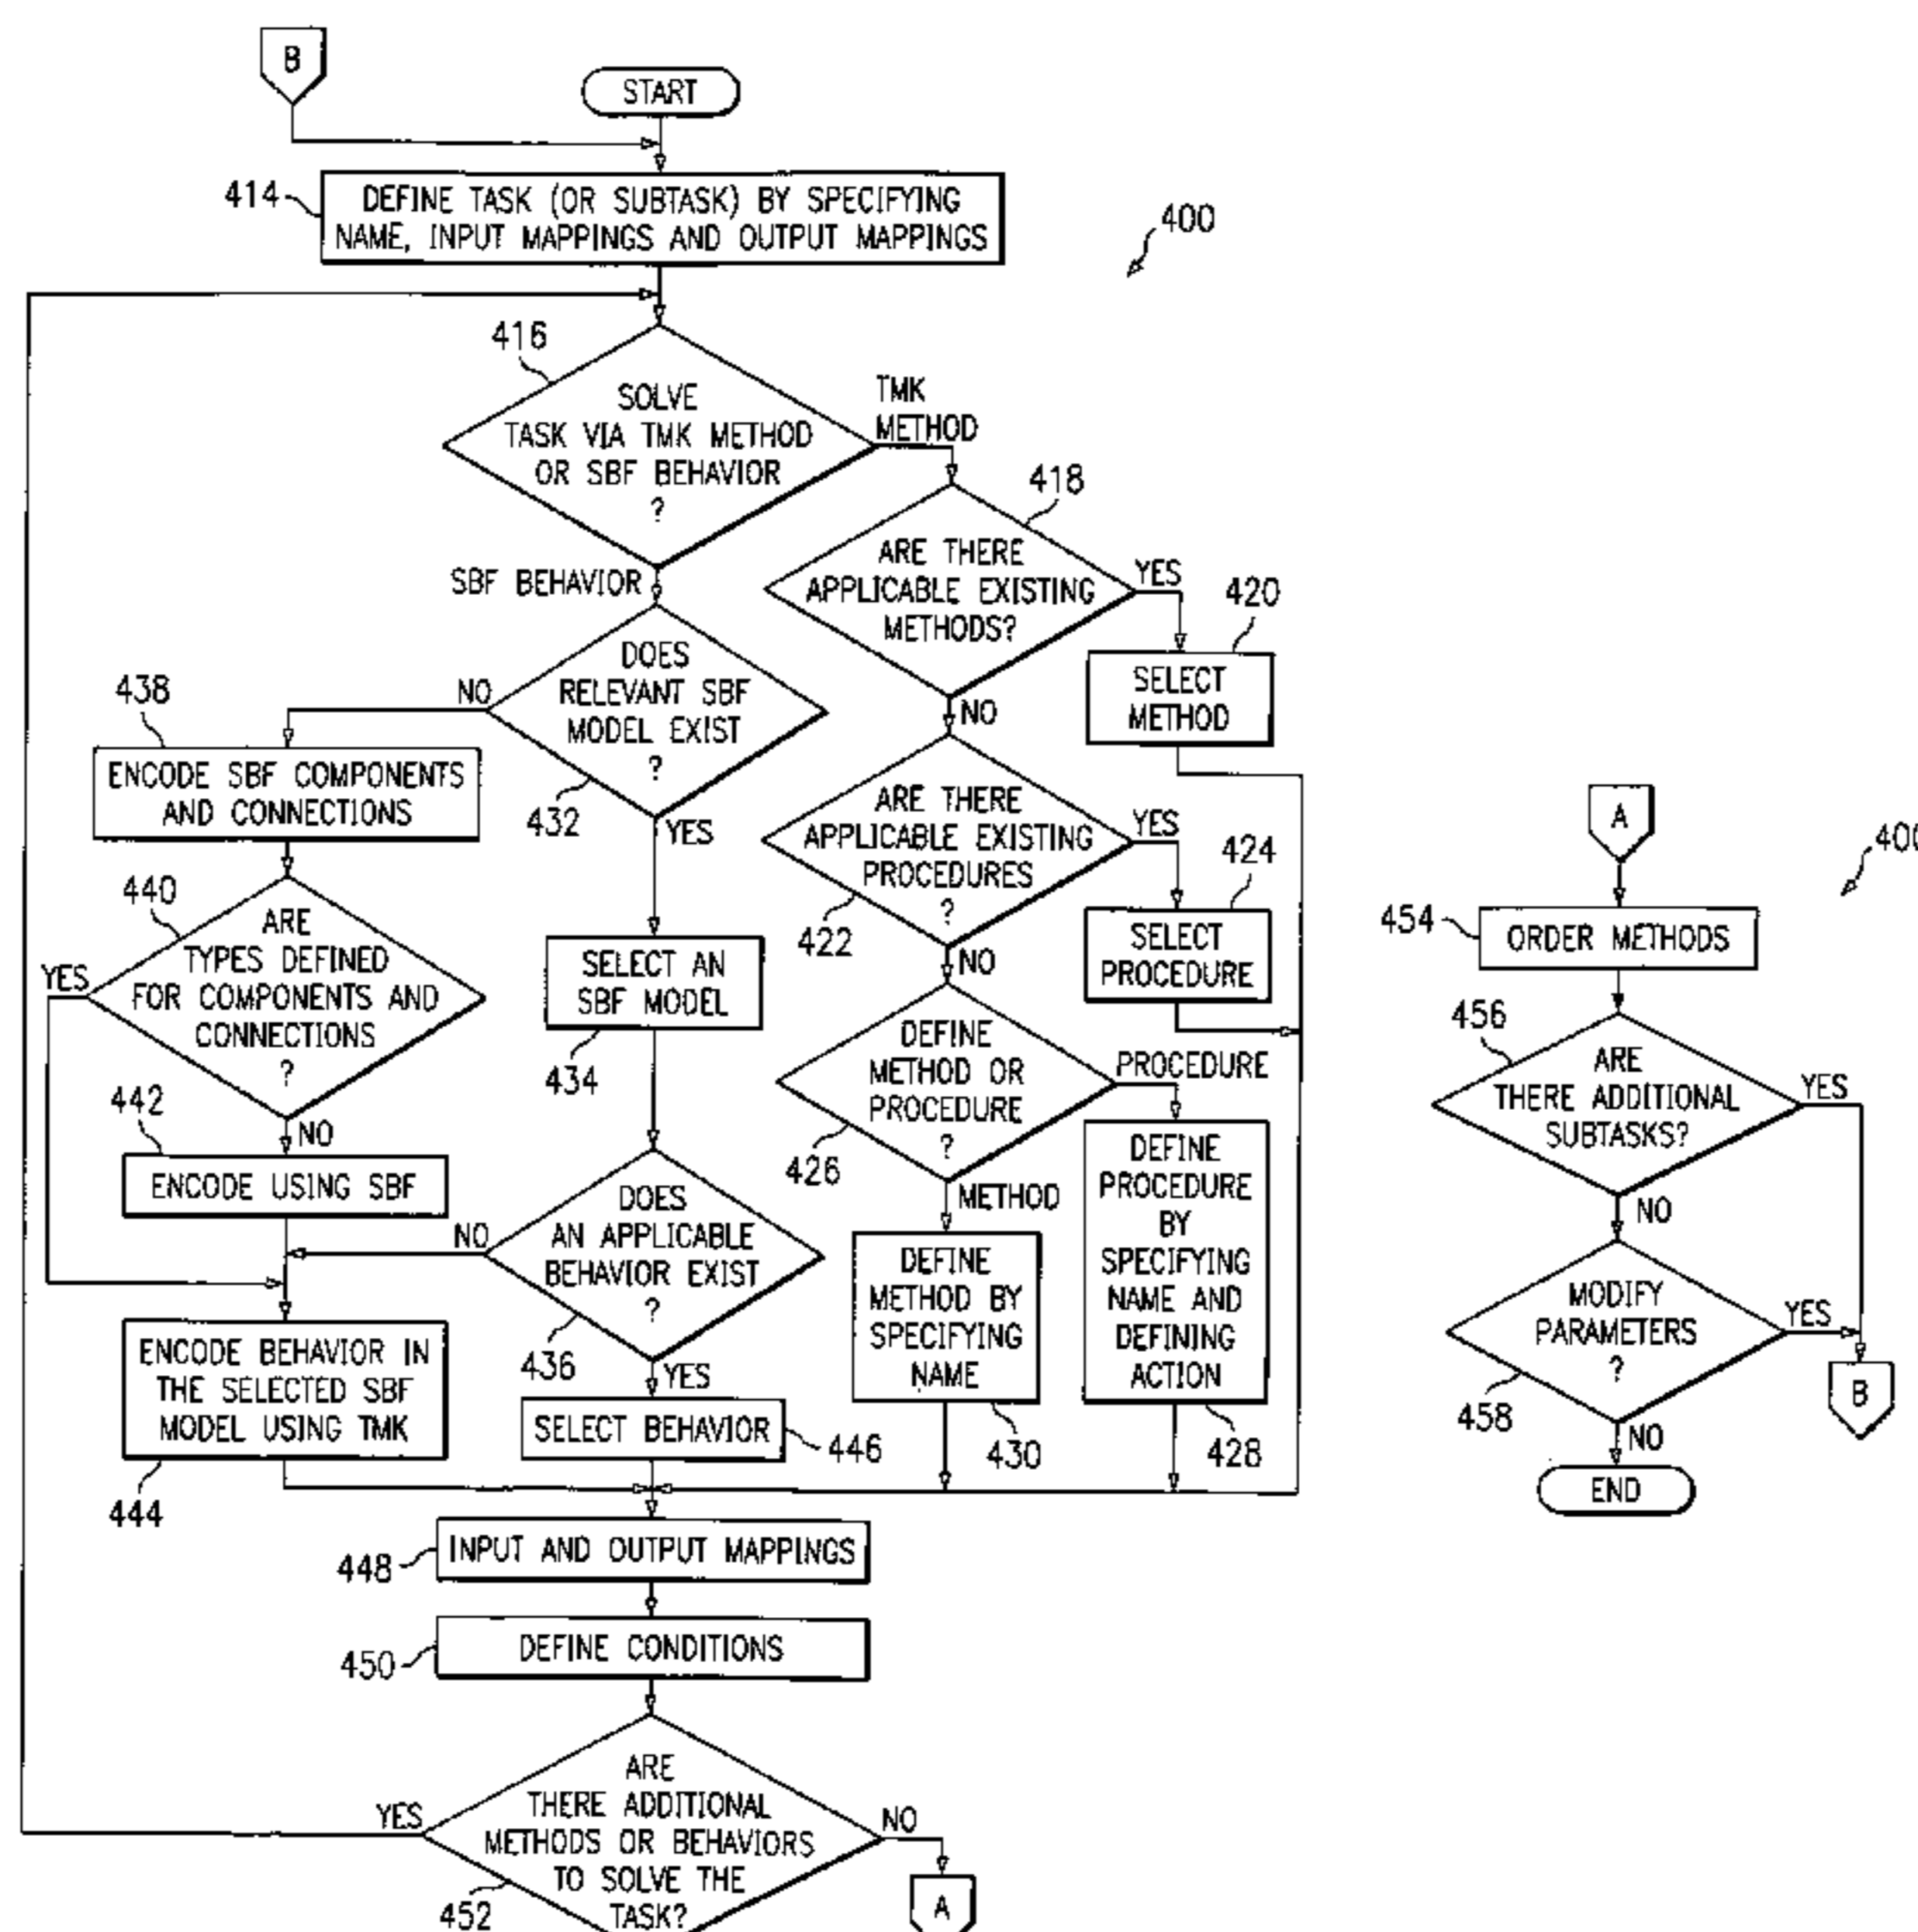 B
START
414
DEFINE TASK (OR SUBTASK) BY SPECIFYING
NAME, INPUT MAPPINGS AND OUTPUT MAPPINGS
400
416
SOLVE
TASK VIA TMK METHOD
OR SBF BEHAVIOR
?
TMK
METHOD
SBF BEHAVIOR
418
ARE THERE
APPLICABLE EXISTING
METHODS?
YES
NO
420
SELECT
METHOD
DOES
RELEVANT SBF
MODEL EXIST
?
432
NO
YES
438
ENCODE SBF COMPONENTS
AND CONNECTIONS
440
ARE
TYPES DEFINED
FOR COMPONENTS AND
CONNECTIONS
?
YES
NO
442
ENCODE USING SBF
ENCODE BEHAVIOR IN
THE SELECTED SBF
MODEL USING TMK
444
SELECT AN
SBF MODEL
434
DOES
AN APPLICABLE
BEHAVIOR EXIST
?
436
NO
YES
SELECT BEHAVIOR
446
ARE THERE
APPLICABLE EXISTING
PROCEDURES
?
422
YES
NO
424
SELECT
PROCEDURE
DEFINE
METHOD OR
PROCEDURE
?
426
PROCEDURE
METHOD
DEFINE
METHOD BY
SPECIFYING
NAME
430
DEFINE
PROCEDURE
BY
SPECIFYING
NAME AND
DEFINING
ACTION
428
448
INPUT AND OUTPUT MAPPINGS
450
DEFINE CONDITIONS
ARE
THERE ADDITIONAL
METHODS OR BEHAVIORS
TO SOLVE THE
TASK?
452
YES
NO
A
A
400
454
ORDER METHODS
456
ARE
THERE ADDITIONAL
SUBTASKS?
YES
NO
MODIFY
PARAMETERS
?
458
YES
NO
B
END